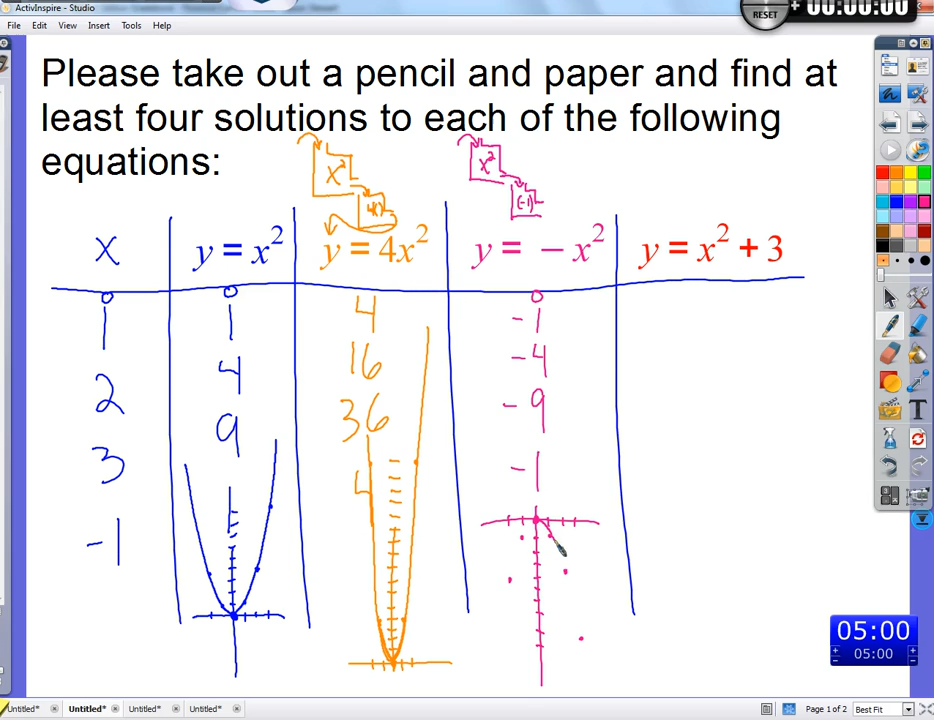 ActivInspire - Studio
File Edit View Insert Tools Help
RESET 00:00:00
Please take out a pencil and paper and find at
least four solutions to each of the following
equations:
x² x²
4( ) (-1)
x y = x² y = 4x² y = −x² y = x² + 3
0 0 0
1 1 4 -1
2 4 16 -4
3 9 36 -9
-1 1 4 -1
05:00
05:00
Untitled* Untitled* Untitled* Untitled* Page 1 of 2 Best Fit